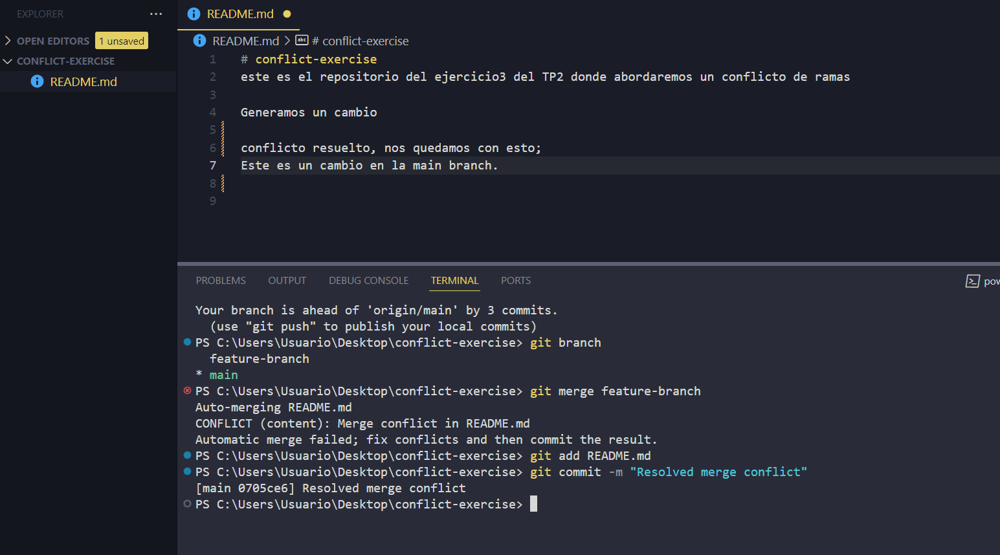 EXPLORER
OPEN EDITORS 1 unsaved
CONFLICT-EXERCISE
README.md
README.md
README.md > # conflict-exercise
1 # conflict-exercise
2 este es el repositorio del ejercicio3 del TP2 donde abordaremos un conflicto de ramas
3
4 Generamos un cambio
5
6 conflicto resuelto, nos quedamos con esto;
7 Este es un cambio en la main branch.
8
9
PROBLEMS OUTPUT DEBUG CONSOLE TERMINAL PORTS
Your branch is ahead of 'origin/main' by 3 commits.
(use "git push" to publish your local commits)
PS C:\Users\Usuario\Desktop\conflict-exercise> git branch
feature-branch
* main
PS C:\Users\Usuario\Desktop\conflict-exercise> git merge feature-branch
Auto-merging README.md
CONFLICT (content): Merge conflict in README.md
Automatic merge failed; fix conflicts and then commit the result.
PS C:\Users\Usuario\Desktop\conflict-exercise> git add README.md
PS C:\Users\Usuario\Desktop\conflict-exercise> git commit -m "Resolved merge conflict"
[main 0705ce6] Resolved merge conflict
PS C:\Users\Usuario\Desktop\conflict-exercise>